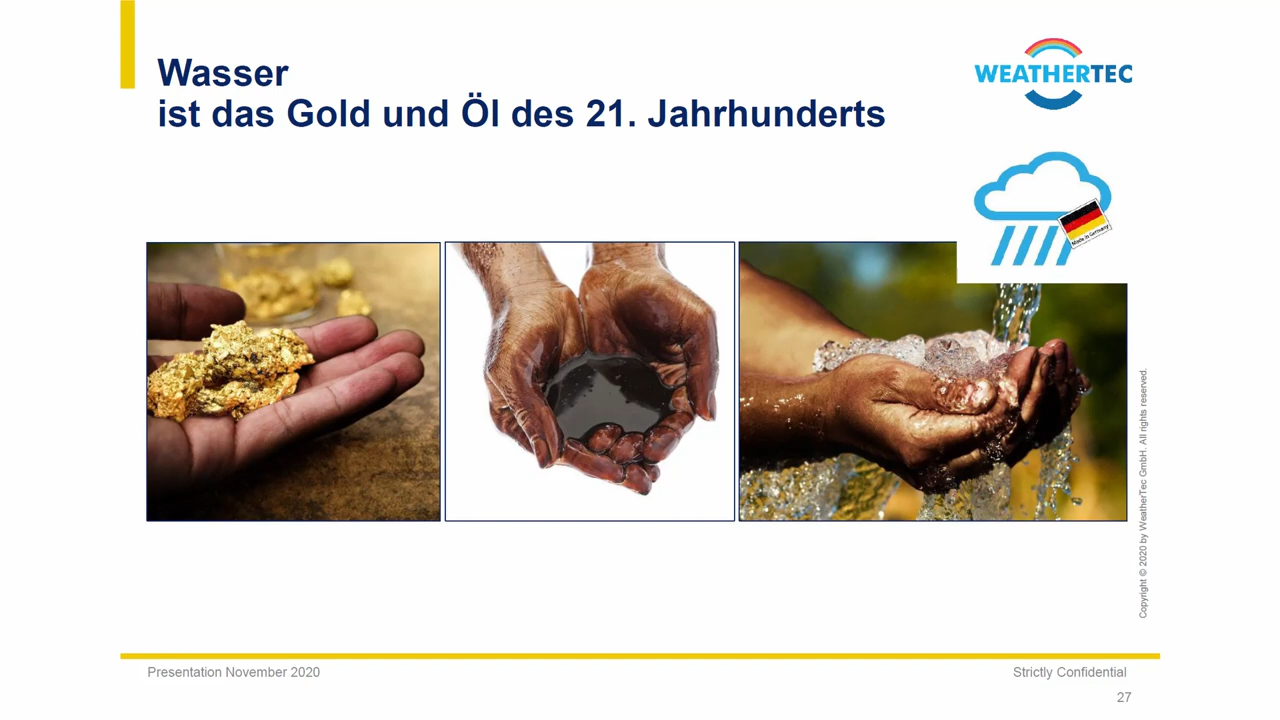 Wasser
ist das Gold und Öl des 21. Jahrhunderts
WEATHERTEC
Made in Germany
Copyright © 2020 by WeatherTec GmbH. All rights reserved.
Presentation November 2020
Strictly Confidential
27